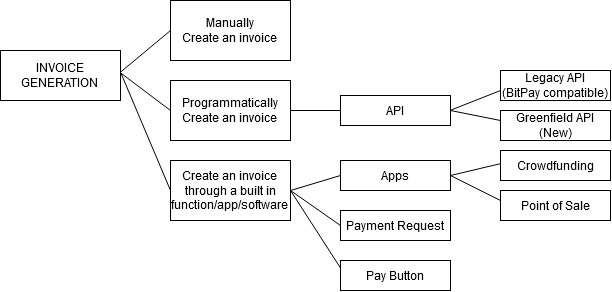 INVOICE
GENERATION
Manually
Create an invoice
Programmatically
Create an invoice
Create an invoice
through a built in
function/app/software
API
Apps
Payment Request
Pay Button
Legacy API
(BitPay compatible)
Greenfield API
(New)
Crowdfunding
Point of Sale